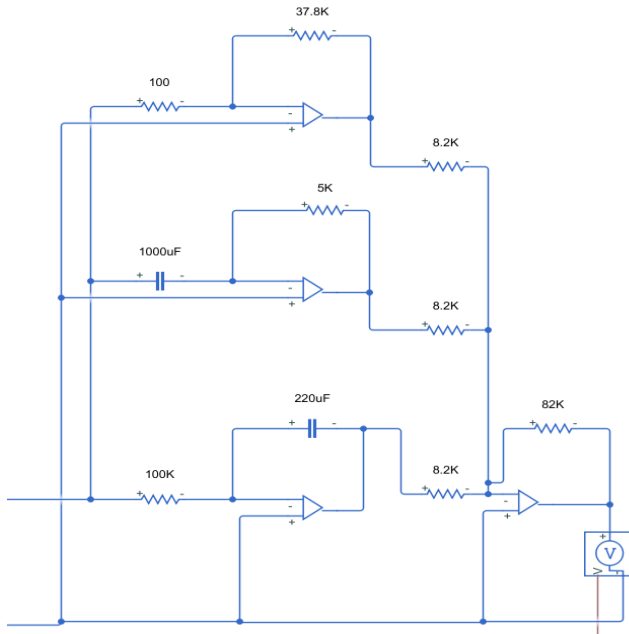 37.8K
+ -
100
+ -
-
+
8.2K
+ -
5K
+ -
1000uF
+ -
-
+
8.2K
+ -
220uF
+ -
82K
+ -
100K
+ -
8.2K
+ -
-
+
-
+
+
V
V
-